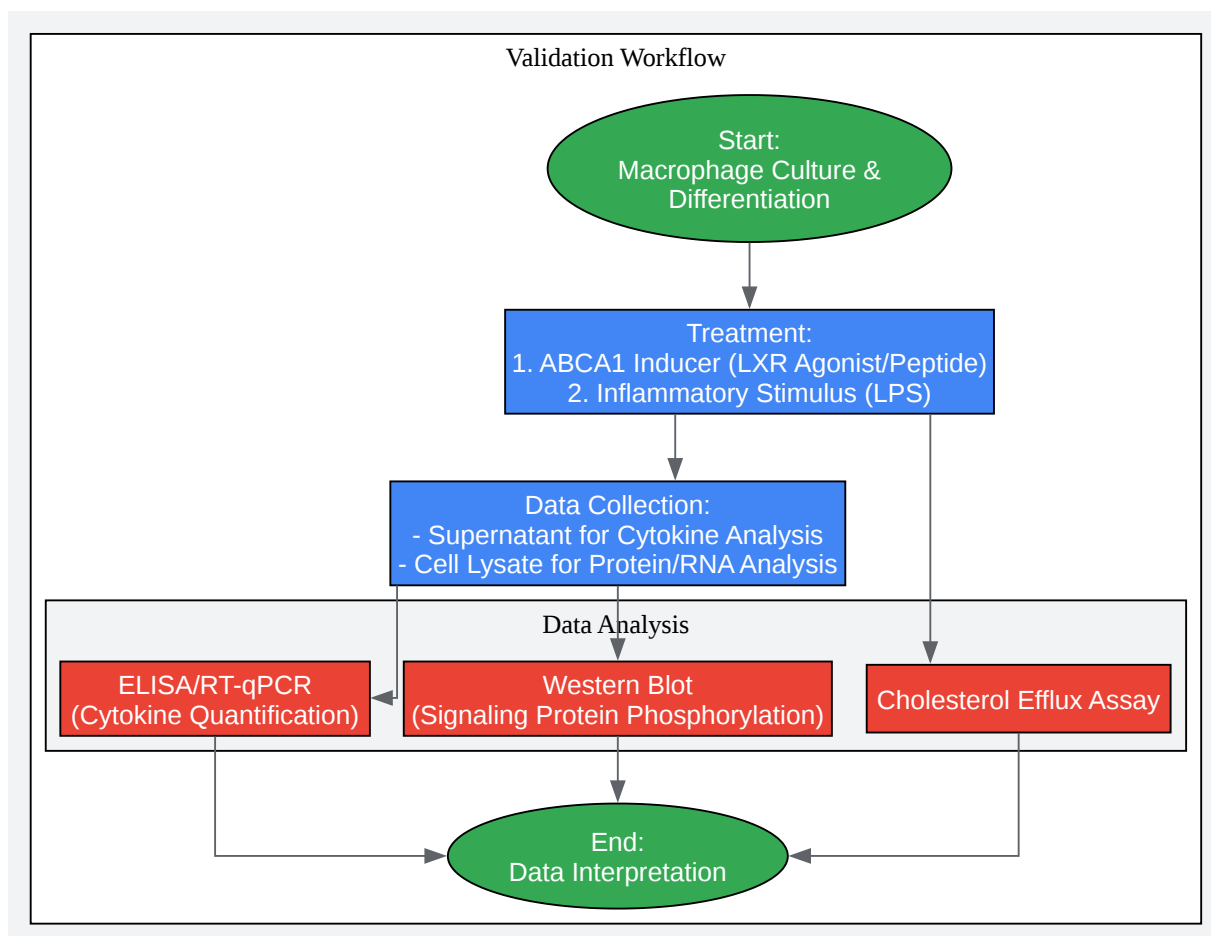 Validation Workflow
Start:
Macrophage Culture &
Differentiation
Treatment:
1. ABCA1 Inducer (LXR Agonist/Peptide)
2. Inflammatory Stimulus (LPS)
Data Collection:
- Supernatant for Cytokine Analysis
- Cell Lysate for Protein/RNA Analysis
Data Analysis
ELISA/RT-qPCR
(Cytokine Quantification)
Western Blot
(Signaling Protein Phosphorylation)
Cholesterol Efflux Assay
End:
Data Interpretation